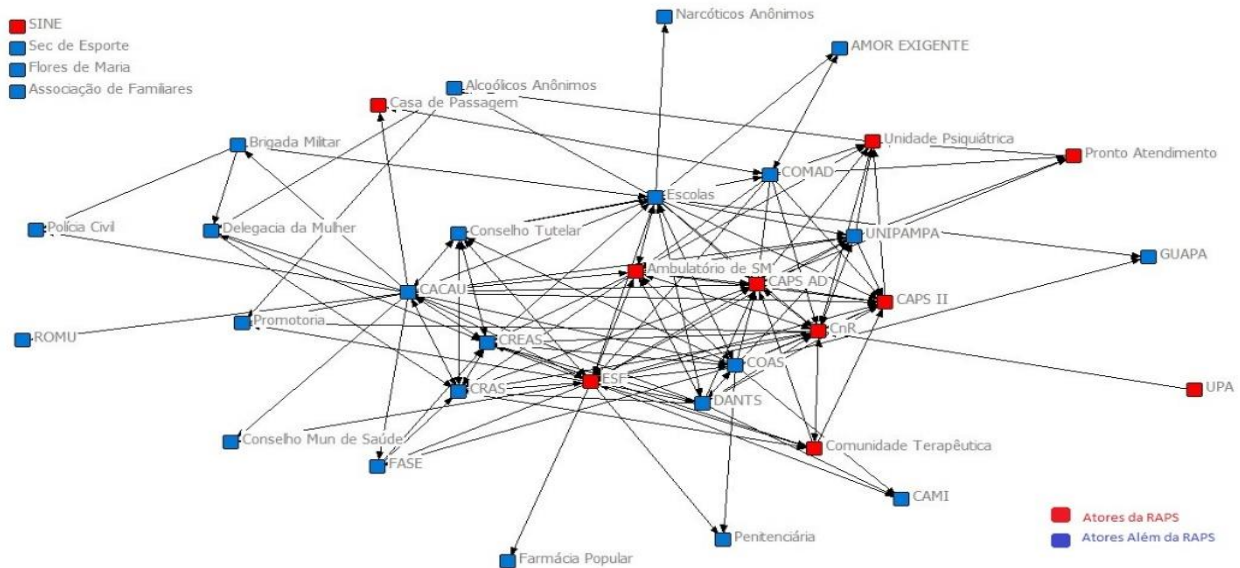 SINE
Sec de Esporte
Flores de Maria
Associação de Familiares
Narcóticos Anônimos
AMOR EXIGENTE
Alcoólicos Anônimos
Casa de Passagem
Brigada Militar
Unidade Psiquiátrica
Pronto Atendimento
COMAD
Escolas
Polícia Civil
Delegacia da Mulher
Conselho Tutelar
UNIPAMPA
GUAPA
Ambulatório de SM
CAPS AD
CACAU
CAPS II
Promotoria
CnR
ROMU
CREAS
COAS
ESF
UPA
CRAS
DANTS
Conselho Mun de Saúde
Comunidade Terapêutica
FASE
CAMI
Atores da RAPS
Penitenciária
Atores Além da RAPS
Farmácia Popular